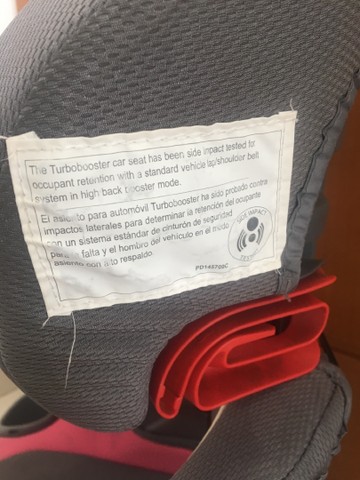 The Turbobooster car seat has been side inpact tested for
occupant retention with a standard vehicle lap/shoulder belt
system in high back booster mode.
El asiento para automóvil Turbobooster ha sido probado contra
impactos laterales para determinar la retención del ocupante
con un sistema estándar de cinturón de seguridad
para falta y el hombro del vehículo en el modo
asiento con alto respaldo.
SIDE IMPACT
TESTED